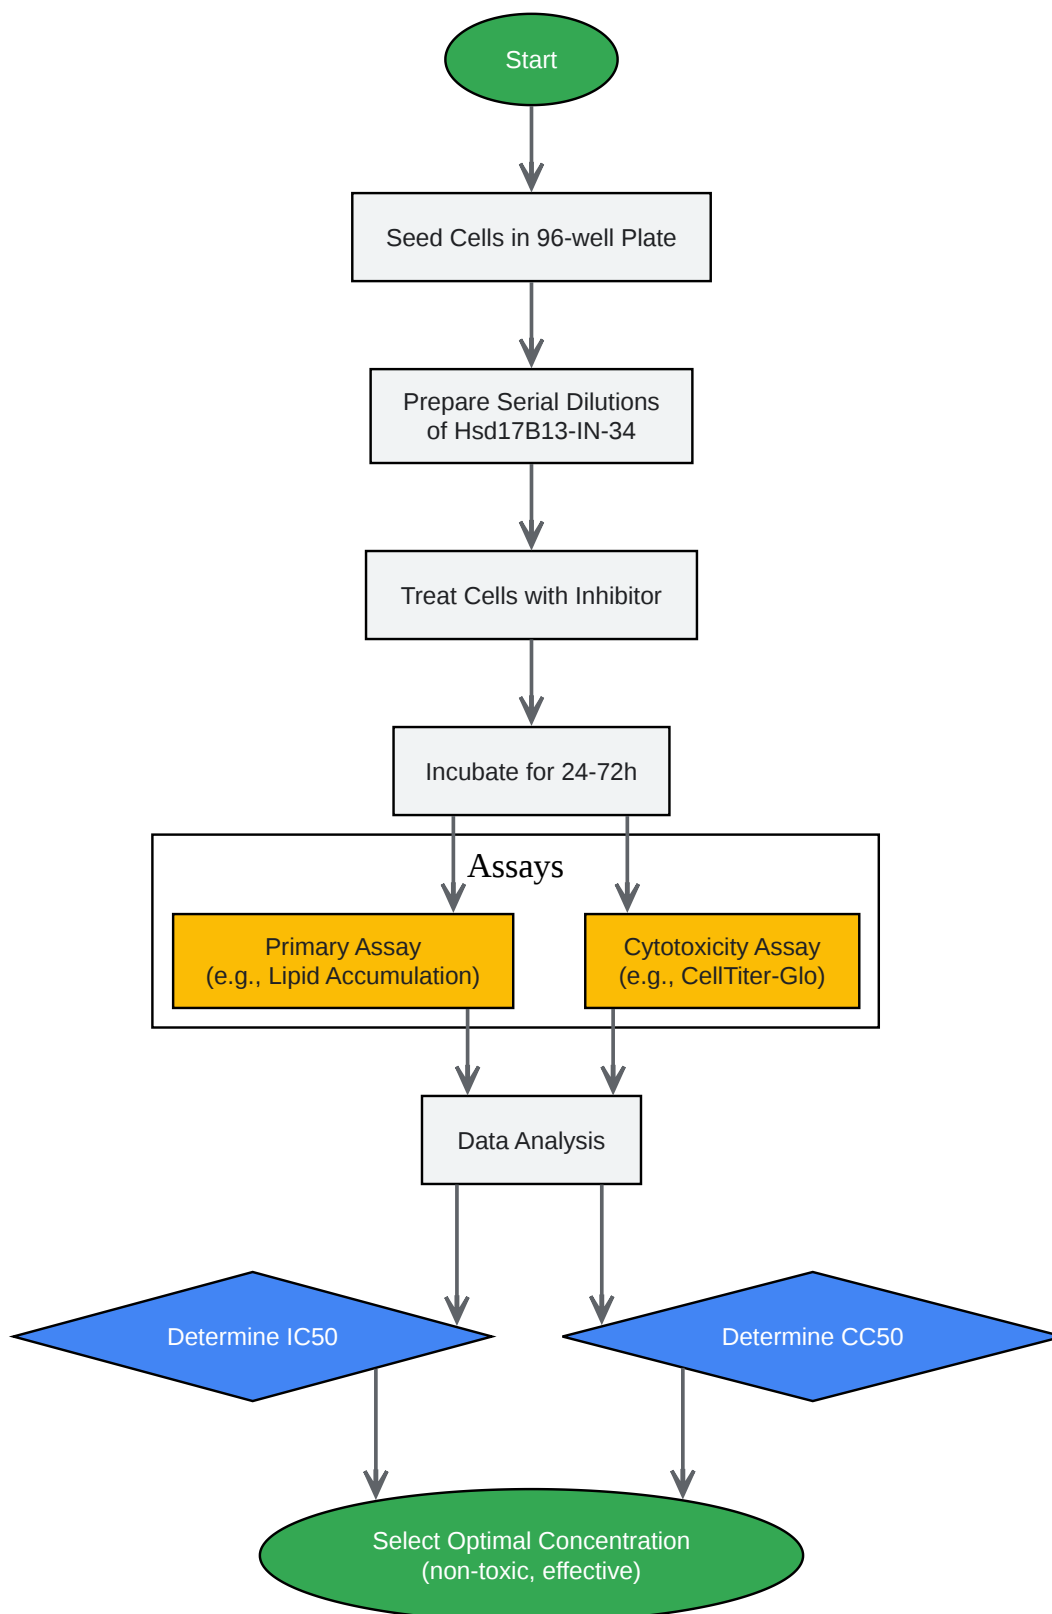 Start
Seed Cells in 96-well Plate
Prepare Serial Dilutions
of Hsd17B13-IN-34
Treat Cells with Inhibitor
Incubate for 24-72h
Assays
Primary Assay
(e.g., Lipid Accumulation)
Cytotoxicity Assay
(e.g., CellTiter-Glo)
Data Analysis
Determine IC50
Determine CC50
Select Optimal Concentration
(non-toxic, effective)